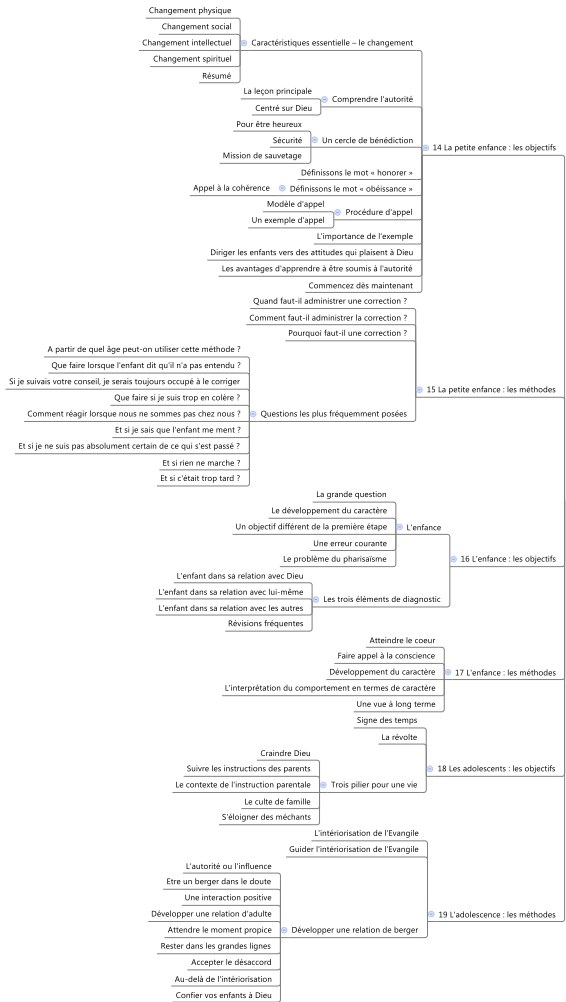 14 La petite enfance : les objectifs
Caractéristiques essentielle – le changement
Changement physique
Changement social
Changement intellectuel
Changement spirituel
Résumé
Comprendre l'autorité
La leçon principale
Centré sur Dieu
Un cercle de bénédiction
Pour être heureux
Sécurité
Mission de sauvetage
Définissons le mot « honorer »
Définissons le mot « obéissance »
Appel à la cohérence
Procédure d'appel
Modèle d'appel
Un exemple d'appel
L'importance de l'exemple
Diriger les enfants vers des attitudes qui plaisent à Dieu
Les avantages d'apprendre à être soumis à l'autorité
Commencez dès maintenant
15 La petite enfance : les méthodes
Quand faut-il administrer une correction ?
Comment faut-il administrer la correction ?
Pourquoi faut-il une correction ?
Questions les plus fréquemment posées
A partir de quel âge peut-on utiliser cette méthode ?
Que faire lorsque l'enfant dit qu'il n'a pas entendu ?
Si je suivais votre conseil, je serais toujours occupé à le corriger
Que faire si je suis trop en colère ?
Comment réagir lorsque nous ne sommes pas chez nous ?
Et si je sais que l'enfant me ment ?
Et si je ne suis pas absolument certain de ce qui s'est passé ?
Et si rien ne marche ?
Et si c'était trop tard ?
16 L'enfance : les objectifs
L'enfance
La grande question
Le développement du caractère
Un objectif différent de la première étape
Une erreur courante
Le problème du pharisaïsme
Les trois éléments de diagnostic
L'enfant dans sa relation avec Dieu
L'enfant dans sa relation avec lui-même
L'enfant dans sa relation avec les autres
Révisions fréquentes
17 L'enfance : les méthodes
Atteindre le coeur
Faire appel à la conscience
Développement du caractère
L'interprétation du comportement en termes de caractère
Une vue à long terme
18 Les adolescents : les objectifs
Signe des temps
La révolte
Trois pilier pour une vie
Craindre Dieu
Suivre les instructions des parents
Le contexte de l'instruction parentale
Le culte de famille
S'éloigner des méchants
19 L'adolescence : les méthodes
L'intériorisation de l'Evangile
Guider l'intériorisation de l'Evangile
Développer une relation de berger
L'autorité ou l'influence
Etre un berger dans le doute
Une interaction positive
Développer une relation d'adulte
Attendre le moment propice
Rester dans les grandes lignes
Accepter le désaccord
Au-delà de l'intériorisation
Confier vos enfants à Dieu